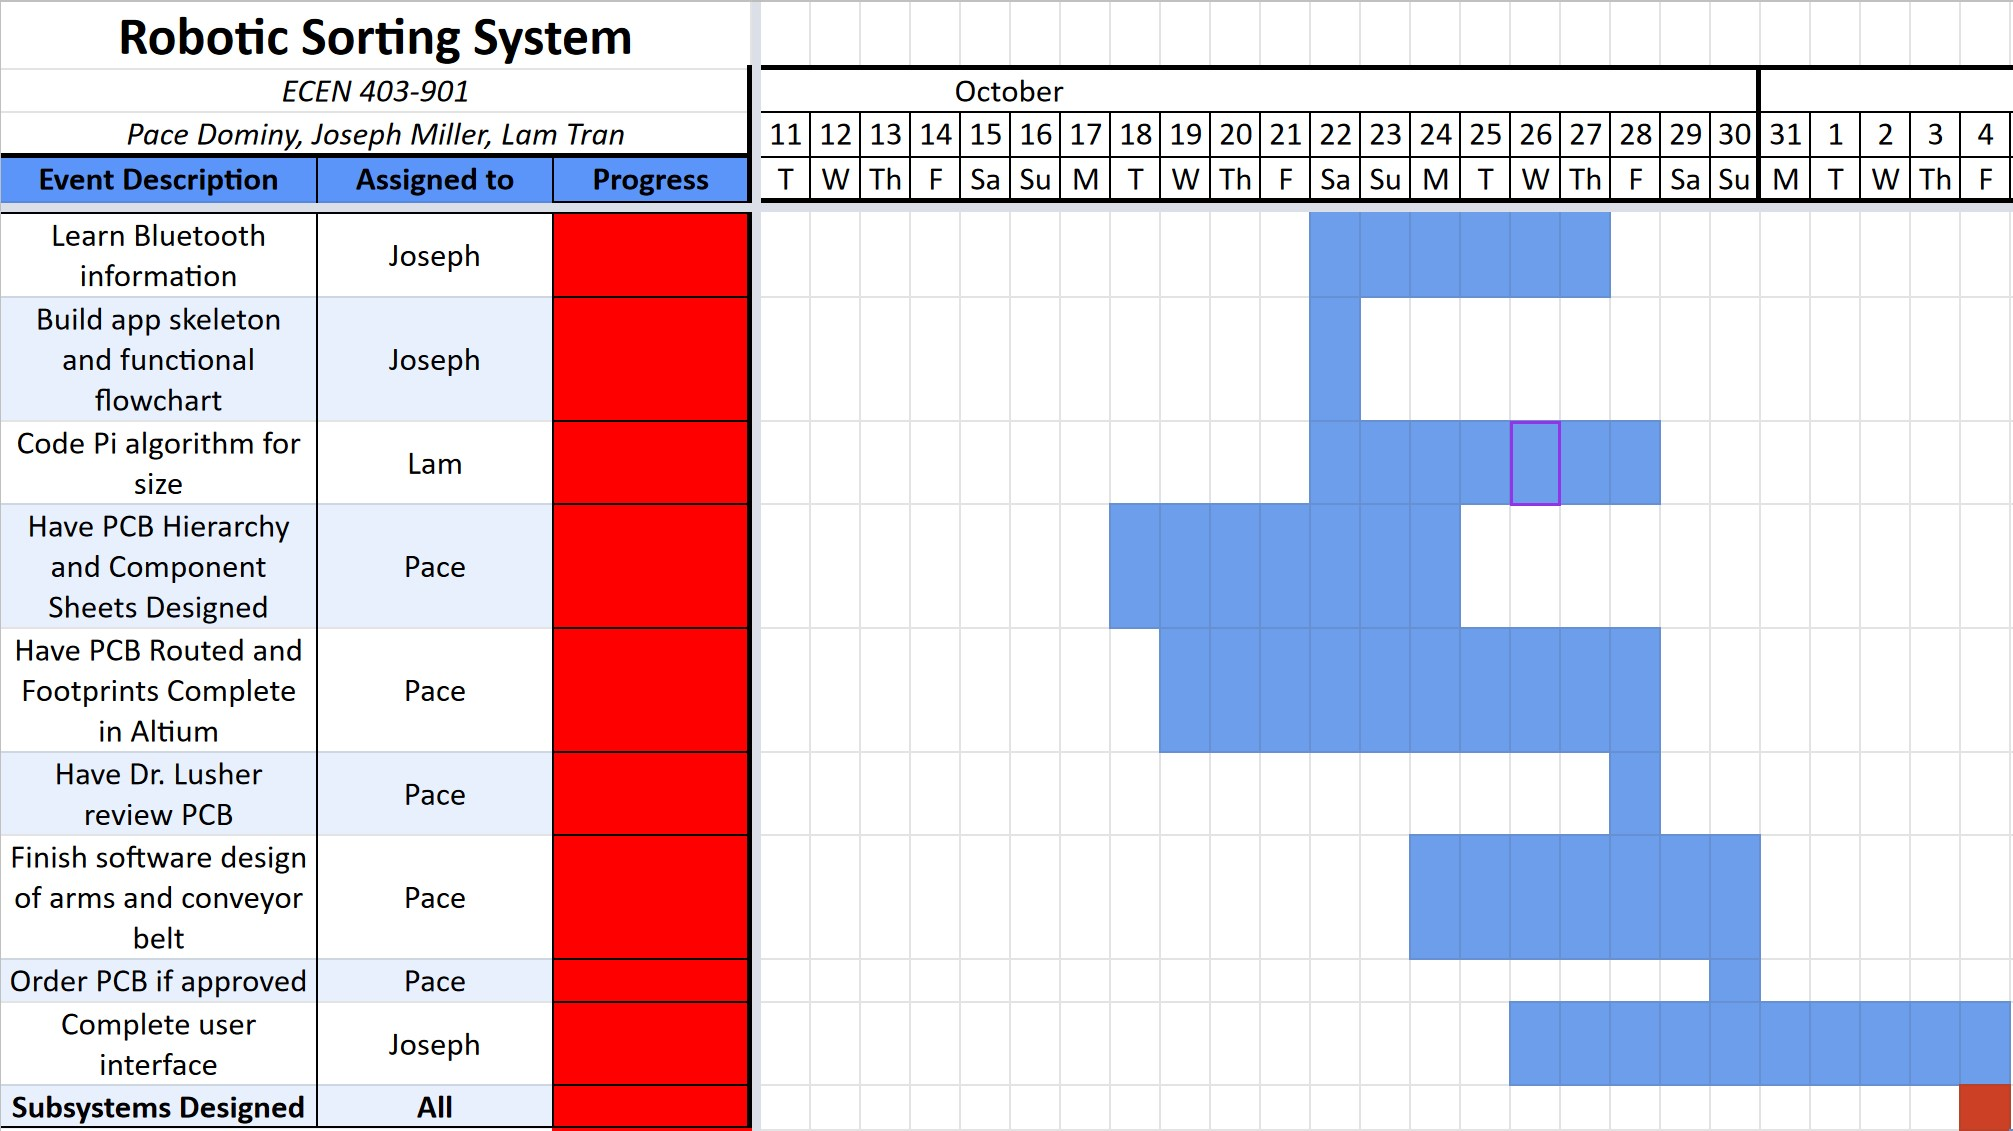 Robotic Sorting System
ECEN 403-901
October
Pace Dominy, Joseph Miller, Lam Tran
11 12 13 14 15 16 17 18 19 20 21 22 23 24 25 26 27 28 29 30 31 1 2 3 4
Event Description Assigned to Progress
T W Th F Sa Su M T W Th F Sa Su M T W Th F Sa Su M T W Th F
Learn Bluetooth
information
Joseph
Build app skeleton
and functional
flowchart
Joseph
Code Pi algorithm for
size
Lam
Have PCB Hierarchy
and Component
Sheets Designed
Pace
Have PCB Routed and
Footprints Complete
in Altium
Pace
Have Dr. Lusher
review PCB
Pace
Finish software design
of arms and conveyor
belt
Pace
Order PCB if approved
Pace
Complete user
interface
Joseph
Subsystems Designed
All